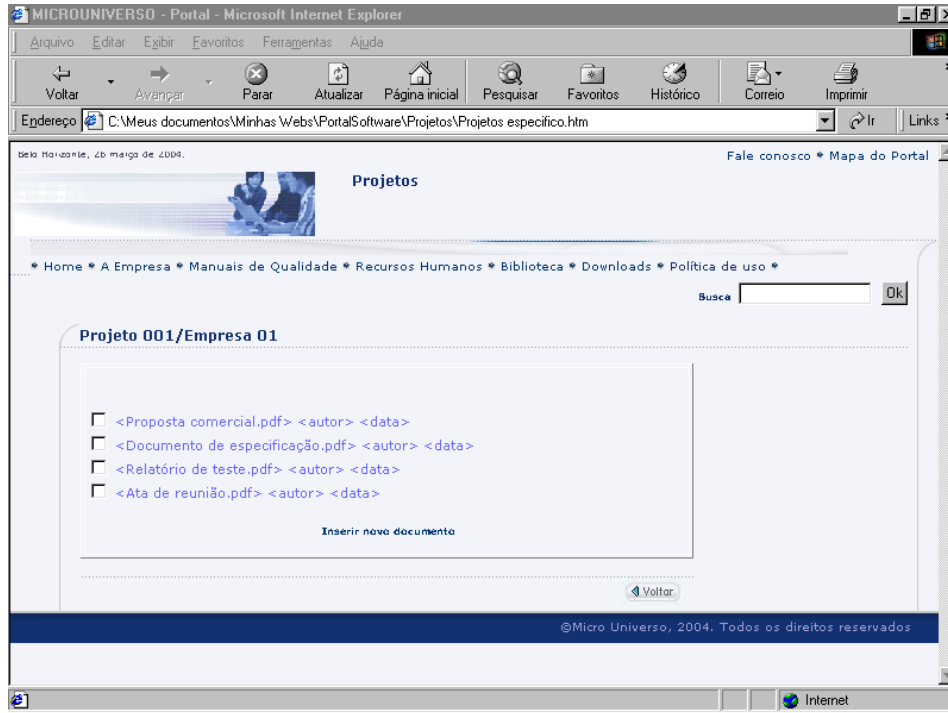 MICROUNIVERSO - Portal - Microsoft Internet Explorer
Arquivo Editar Exibir Favoritos Ferramentas Ajuda
Voltar Avançar Parar Atualizar Página inicial Pesquisar Favoritos Histórico Correio Imprimir
Endereço C:\Meus documentos\Minhas Webs\PortalSoftware\Projetos\Projetos especifico.htm Ir Links
Belo Horizonte, 26 março de 2004.
Fale conosco * Mapa do Portal
Projetos
* Home * A Empresa * Manuais de Qualidade * Recursos Humanos * Biblioteca * Downloads * Política de uso *
Busca Ok
Projeto 001/Empresa 01
<Proposta comercial.pdf> <autor> <data>
<Documento de especificação.pdf> <autor> <data>
<Relatório de teste.pdf> <autor> <data>
<Ata de reunião.pdf> <autor> <data>
Inserir novo documento
Voltar
©Micro Universo, 2004. Todos os direitos reservados
Internet